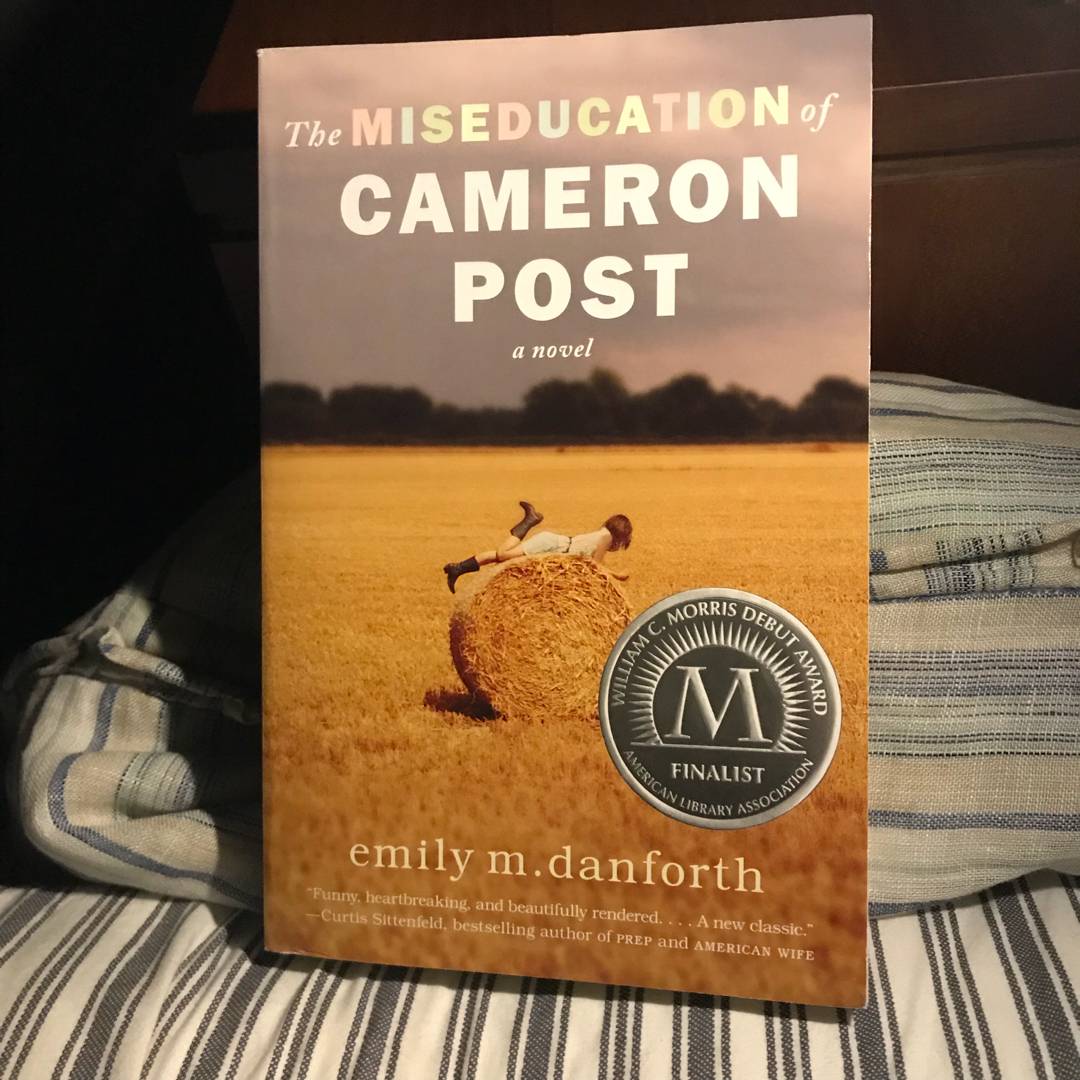 The MISEDUCATION of
CAMERON
POST
a novel
WILLIAM C. MORRIS DEBUT AWARD
M
FINALIST
AMERICAN LIBRARY ASSOCIATION
emily m. danforth
"Funny, heartbreaking, and beautifully rendered. . . . A new classic."
—Curtis Sittenfeld, bestselling author of PREP and AMERICAN WIFE